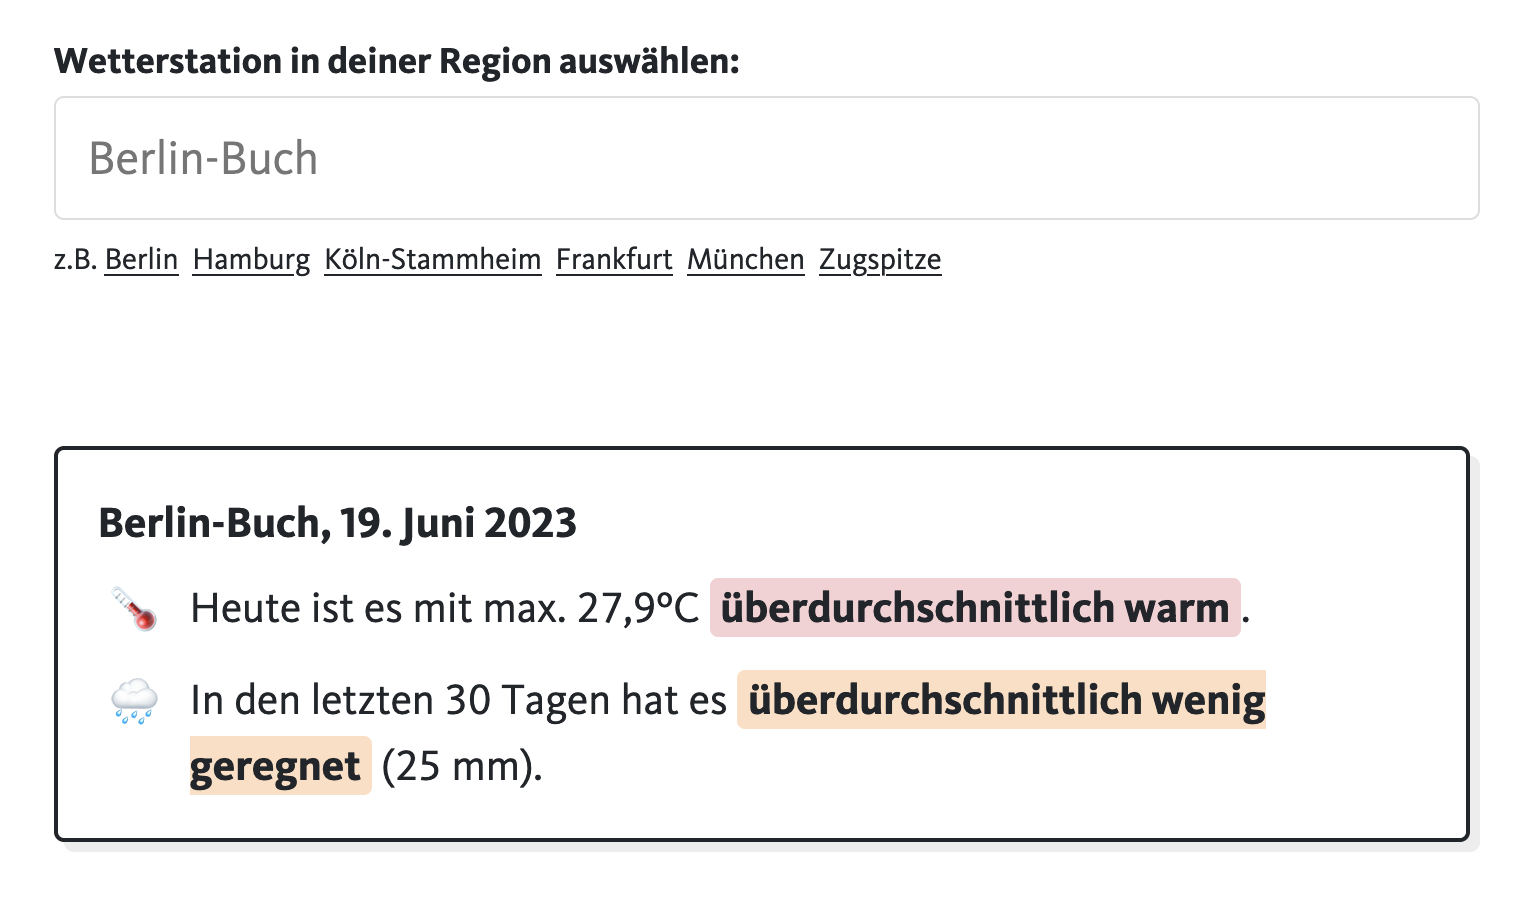 Wetterstation in deiner Region auswählen:
Berlin-Buch
z.B. Berlin Hamburg Köln-Stammheim Frankfurt München Zugspitze
Berlin-Buch, 19. Juni 2023
Heute ist es mit max. 27,9°C überdurchschnittlich warm.
In den letzten 30 Tagen hat es überdurchschnittlich wenig
geregnet (25 mm).